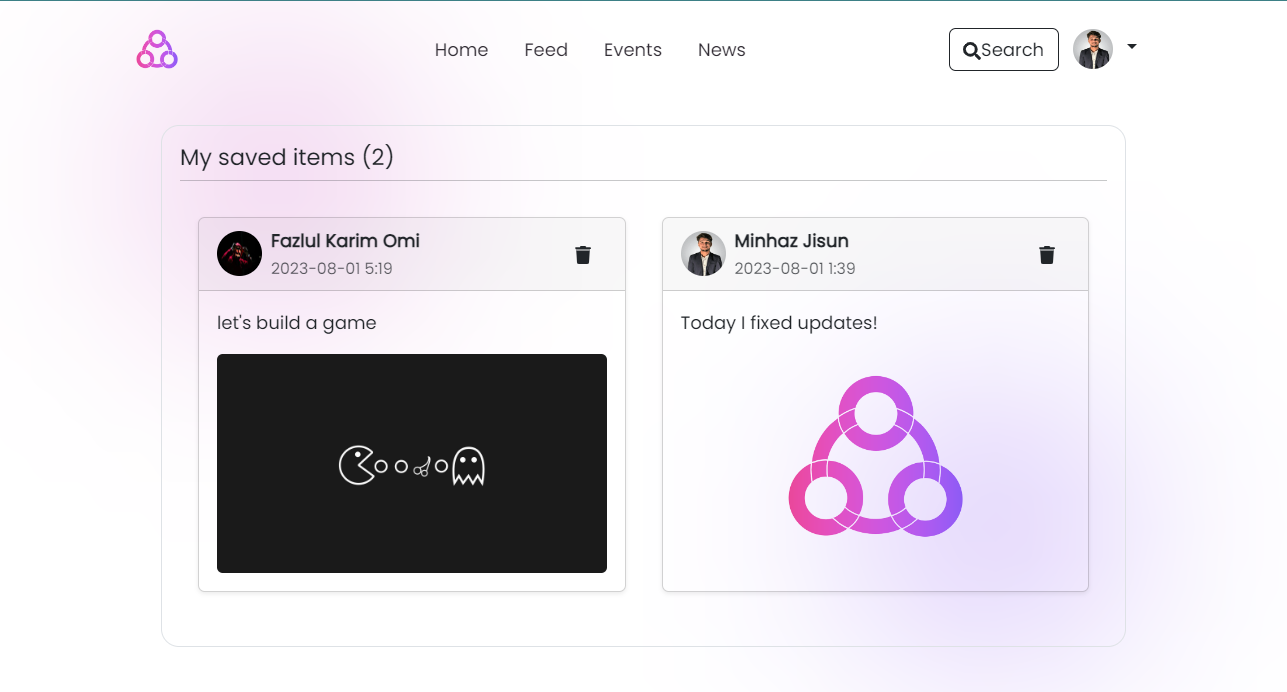 Home Feed Events News Search
My saved items (2)
Fazlul Karim Omi
2023-08-01 5:19
let's build a game
Minhaz Jisun
2023-08-01 1:39
Today I fixed updates!